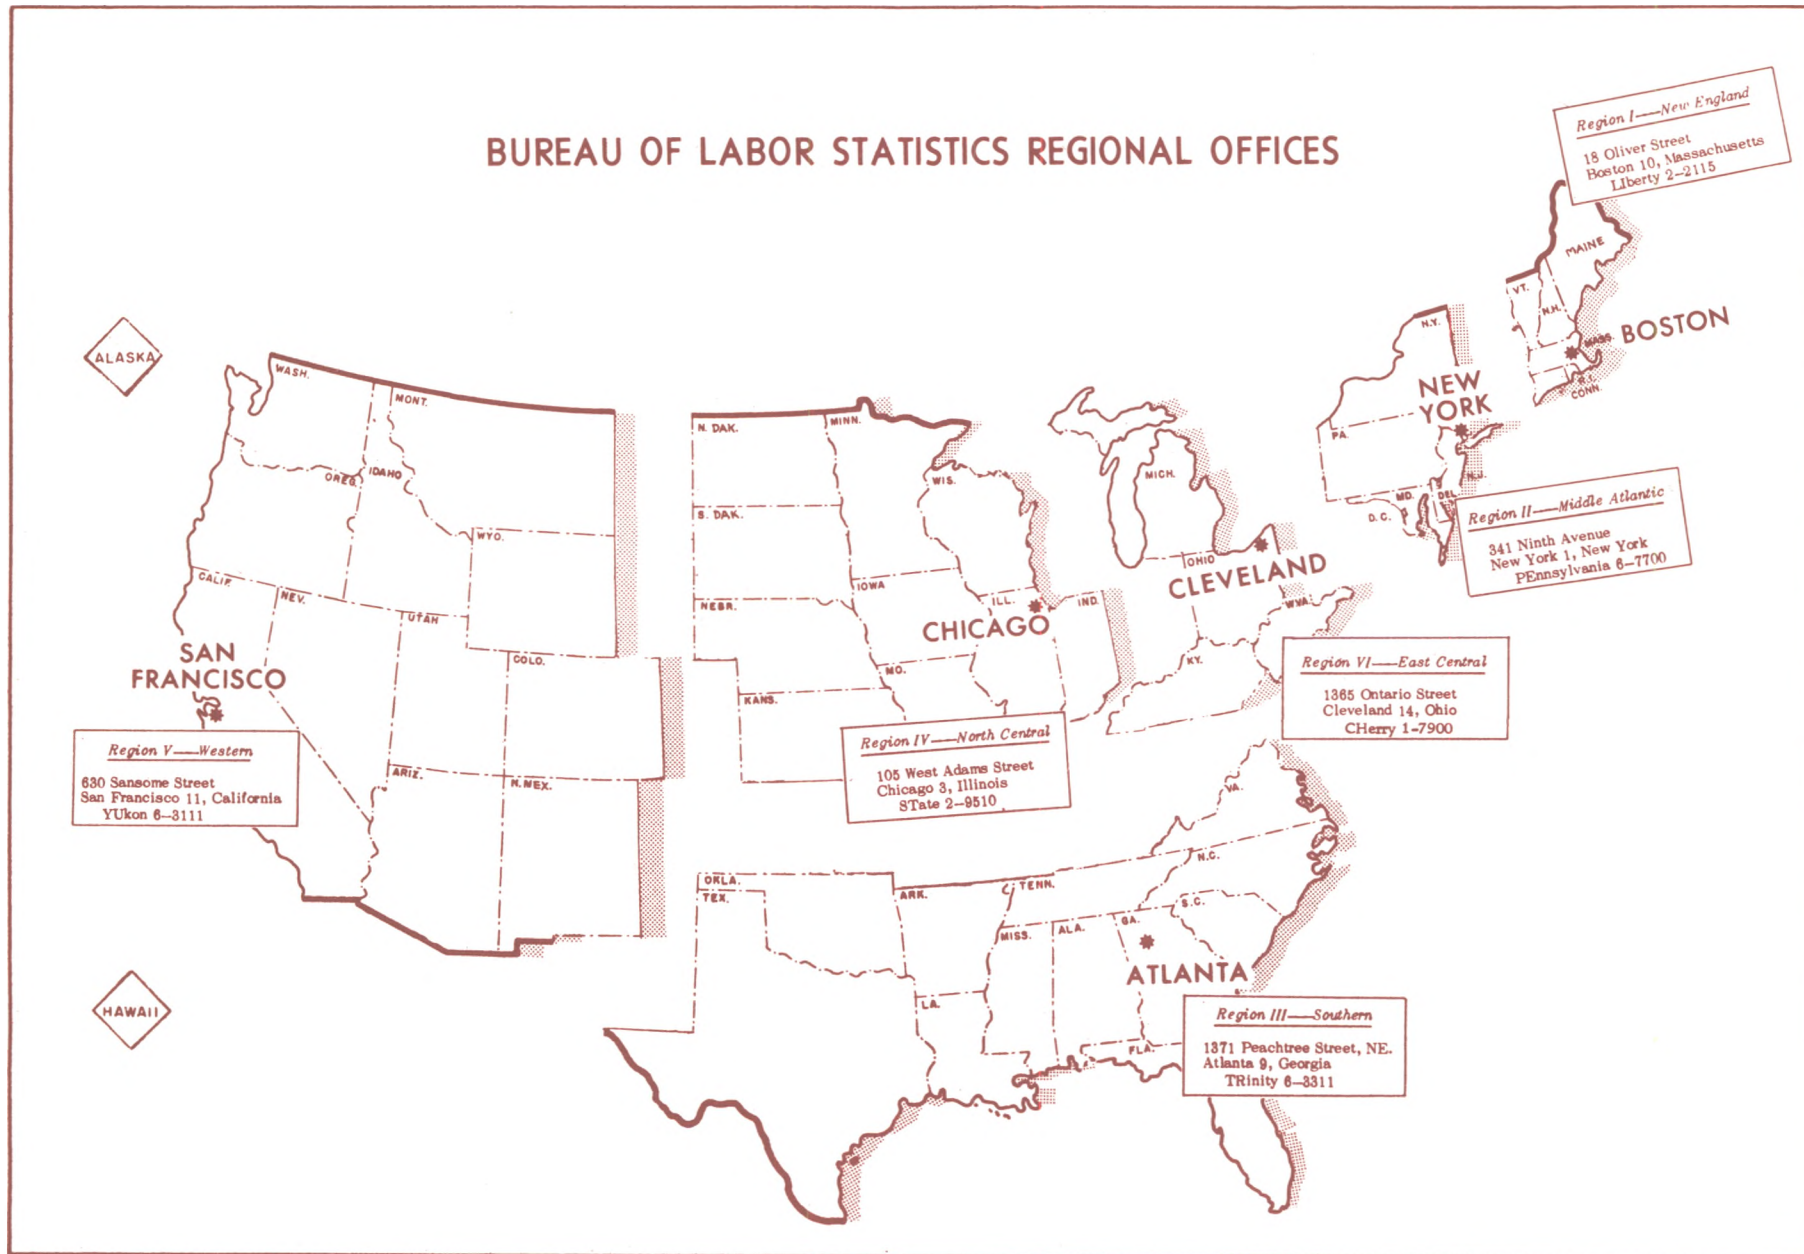 BUREAU OF LABOR STATISTICS REGIONAL OFFICES
Region I——New England
18 Oliver Street
Boston 10, Massachusetts
LIberty 2-2115
MAINE
VT.
N.H.
MASS.
BOSTON
R.I.
CONN.
N.Y.
NEW
YORK
PA.
N.J.
MD.
DEL.
D.C.
Region II——Middle Atlantic
341 Ninth Avenue
New York 1, New York
PEnnsylvania 6-7700
ALASKA
WASH.
MONT.
OREG.
IDAHO
WYO.
CALIF.
NEV.
UTAH
COLO.
ARIZ.
N.MEX.
SAN
FRANCISCO
Region V——Western
630 Sansome Street
San Francisco 11, California
YUkon 6-3111
N. DAK.
MINN.
S. DAK.
WIS.
NEBR.
IOWA
ILL.
IND.
CHICAGO
MO.
KANS.
Region IV——North Central
105 West Adams Street
Chicago 3, Illinois
STate 2-9510
MICH.
OHIO
CLEVELAND
W.VA.
KY.
Region VI——East Central
1365 Ontario Street
Cleveland 14, Ohio
CHerry 1-7900
HAWAII
OKLA.
TEX.
ARK.
LA.
TENN.
MISS.
ALA.
GA.
S.C.
N.C.
VA.
FLA.
ATLANTA
Region III——Southern
1371 Peachtree Street, NE.
Atlanta 9, Georgia
TRinity 6-3311